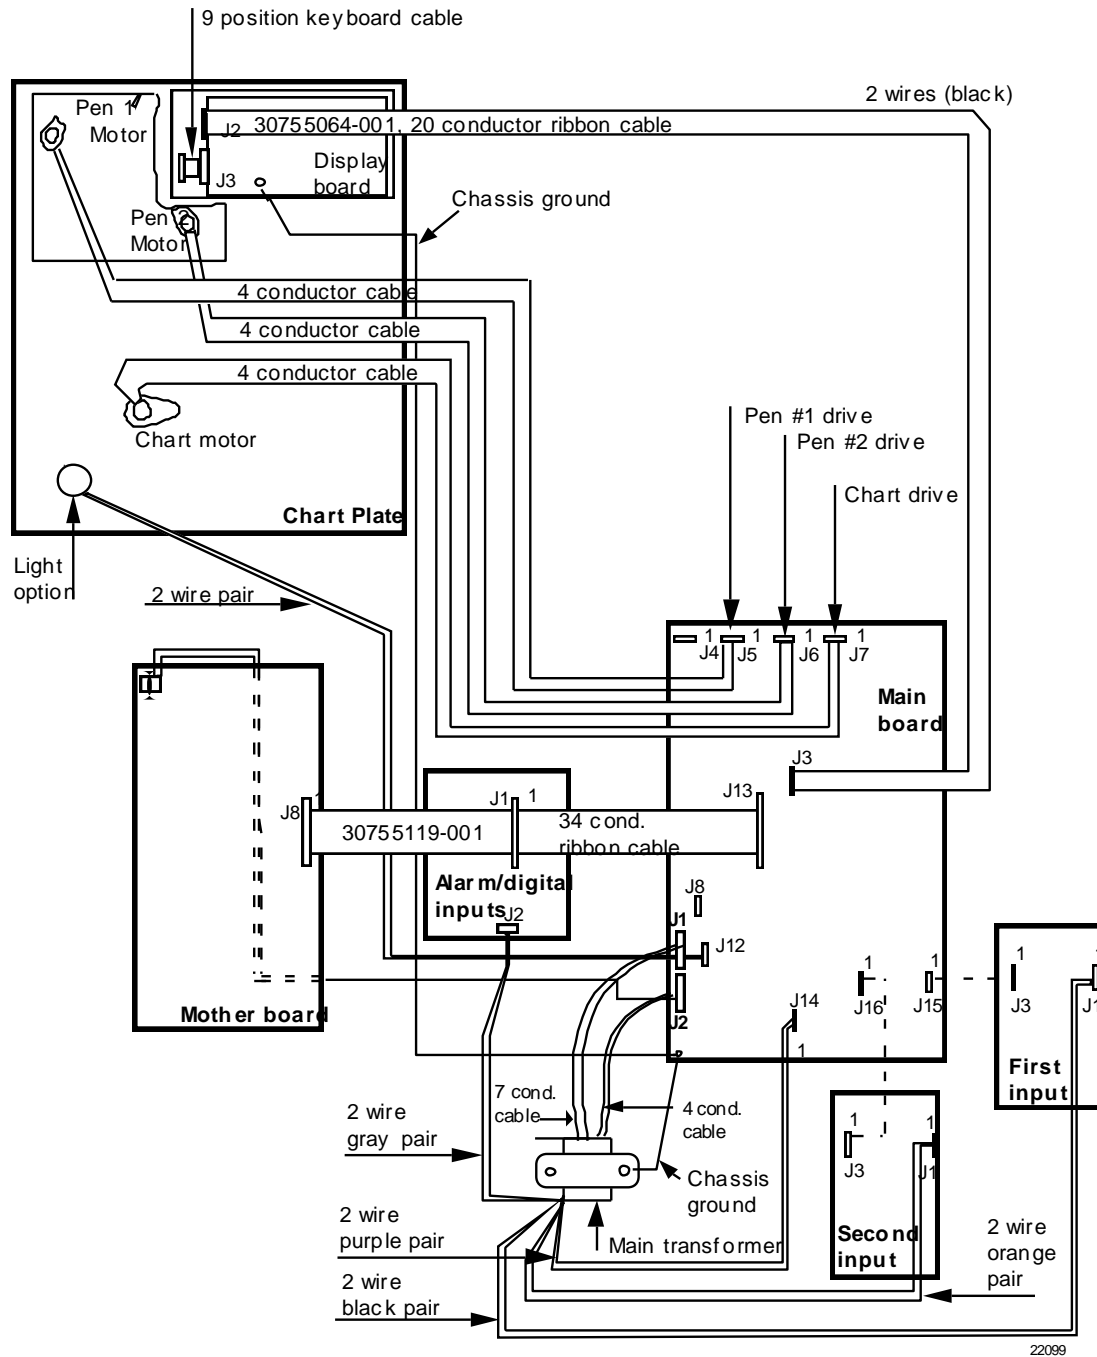 9 position keyboard cable
2 wires (black)
Pen 1
Motor
J2
30755064-001, 20 conductor ribbon cable
Display
board
J3
Chassis ground
Pen 2
Motor
4 conductor cable
4 conductor cable
4 conductor cable
Chart motor
Pen #1 drive
Pen #2 drive
Chart drive
Chart Plate
Light
option
2 wire pair
1
1
1
1
J4
J5
J6
J7
Main
board
J3
J13
J8
1
J1
1
30755119-001
34 cond.
ribbon cable
Alarm/digital
inputs
J2
J8
J1
J12
J2
J14
1
1
J16
1
J15
1
J3
1
J1
First
input
Mother board
7 cond.
cable
4 cond.
cable
2 wire
gray pair
Chassis
ground
1
J3
1
J1
Second
input
2 wire
purple pair
Main transformer
2 wire
orange
pair
2 wire
black pair
22099